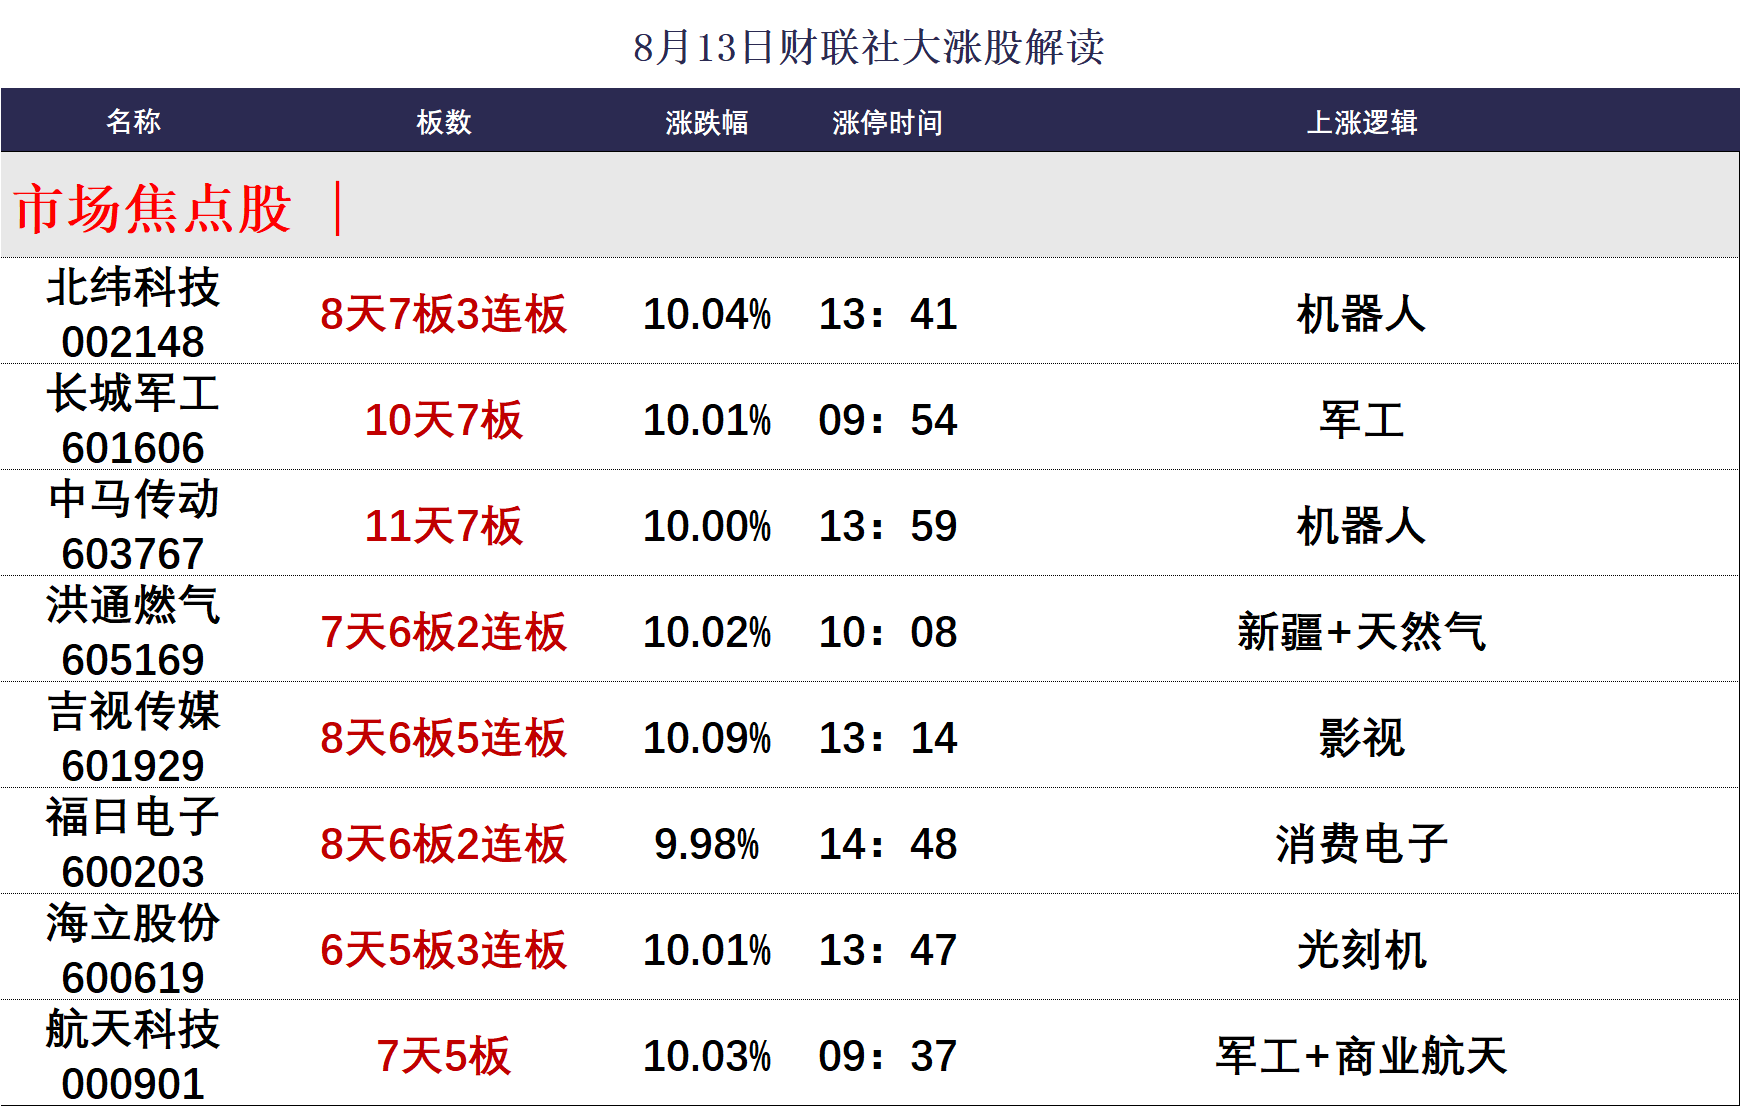 8月13日财联社大涨股解读
名称 板数 涨跌幅 涨停时间 上涨逻辑
市场焦点股 |
北纬科技
002148 8天7板3连板 10.04% 13：41 机器人
长城军工
601606 10天7板 10.01% 09：54 军工
中马传动
603767 11天7板 10.00% 13：59 机器人
洪通燃气
605169 7天6板2连板 10.02% 10：08 新疆+天然气
吉视传媒
601929 8天6板5连板 10.09% 13：14 影视
福日电子
600203 8天6板2连板 9.98% 14：48 消费电子
海立股份
600619 6天5板3连板 10.01% 13：47 光刻机
航天科技
000901 7天5板 10.03% 09：37 军工+商业航天